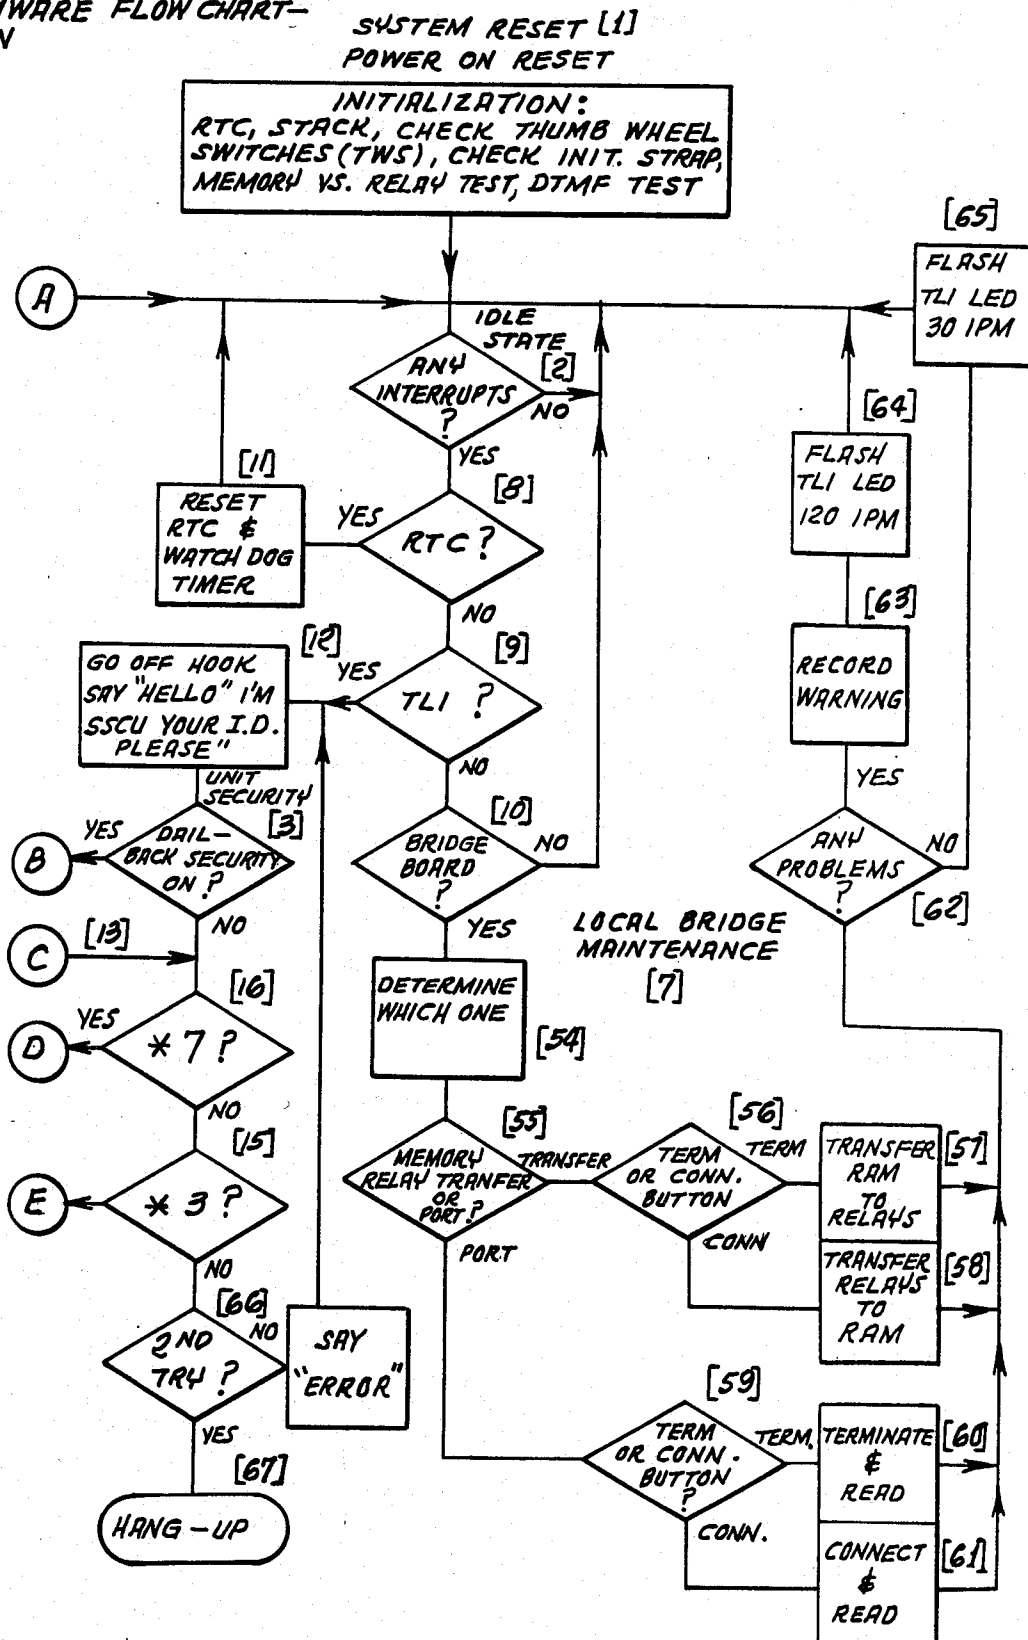 WARE FLOW CHART-
N
SYSTEM RESET [1]
POWER ON RESET
INITIALIZATION:
RTC, STACK, CHECK THUMB WHEEL
SWITCHES (TWS), CHECK INIT. STRAP,
MEMORY VS. RELAY TEST, DTMF TEST
[65]
FLASH
TLI LED
30 IPM
A
IDLE
STATE
ANY
INTERRUPTS
?
[2]
NO
YES
[64]
FLASH
TLI LED
120 IPM
[11]
RESET
RTC &
WATCH DOG
TIMER
YES
[8]
RTC?
NO
[63]
RECORD
WARNING
YES
[12]
GO OFF HOOK
SAY "HELLO" I'M
SSCU YOUR I.D.
PLEASE"
YES
[9]
TLI ?
NO
UNIT
SECURITY
[3]
YES
DAIL-
BACK SECURITY
ON ?
NO
B
[10]
BRIDGE
BOARD
?
NO
YES
ANY
PROBLEMS
?
NO
[62]
LOCAL BRIDGE
MAINTENANCE
[7]
C
[13]
DETERMINE
WHICH ONE
[54]
[16]
YES
D
* 7 ?
NO
[15]
E
* 3 ?
NO
[55]
MEMORY
RELAY TRANFER
OR
PORT?
TRANSFER
PORT
[56]
TERM
OR CONN.
BUTTON
TERM
CONN
TRANSFER
RAM
TO
RELAYS
[57]
TRANSFER
RELAYS
TO
RAM
[58]
[66]
2ND
TRY ?
NO
YES
SAY
"ERROR"
[59]
TERM
OR CONN.
BUTTON
?
TERM.
CONN.
TERMINATE
&
READ
[60]
CONNECT
&
READ
[61]
[67]
HANG-UP